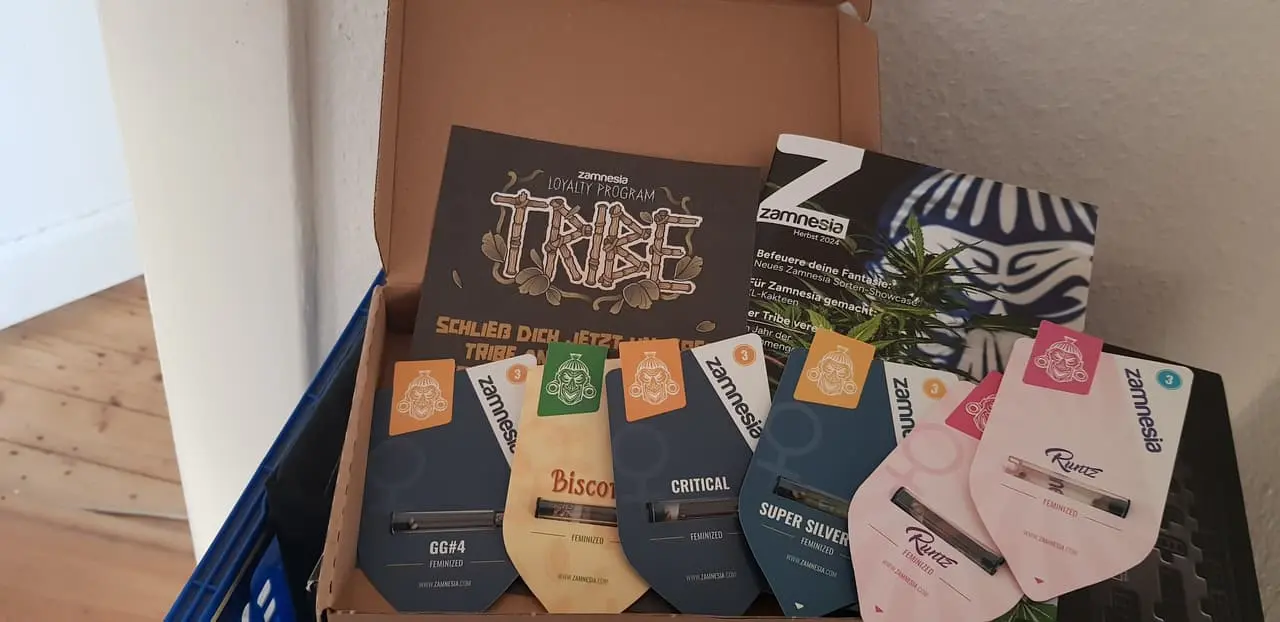 zamnesia
LOYALTY PROGRAM
TRIBE
SCHLIEẞ DICH JETZT
TRIBE
Z
zamnesia
Herbst 2024
Befeuere deine Fantasie:
Neues Zamnesia Sorten-Showcase
Für Zamnesia gemacht:
XL-Kakteen
er Tribe
Jahr der
zamnesia
3
GG#4
FEMINIZED
WWW.ZAMNESIA.COM
Biscot
FEMINIZED
WWW.ZAMNESIA.COM
zamnesia
3
CRITICAL
FEMINIZED
WWW.ZAMNESIA.COM
zamn
3
SUPER SILVER
FEMINIZED
WWW.ZAMNESIA.COM
Runtz
FEMINIZED
WWW.ZAMNESIA.COM
zamnesia
3
Runtz
FEMINIZED
WWW.ZAMNESIA.COM